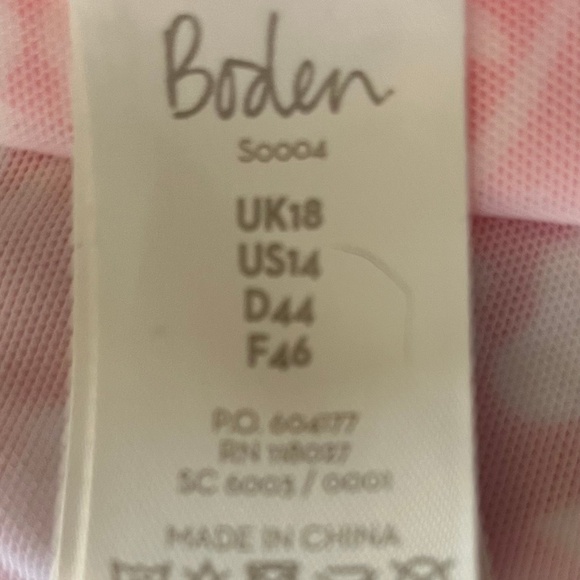 Boden
S0004
UK18
US14
D44
F46
P.O. 604177
RN 118037
SC 6003 / 0001
MADE IN CHINA